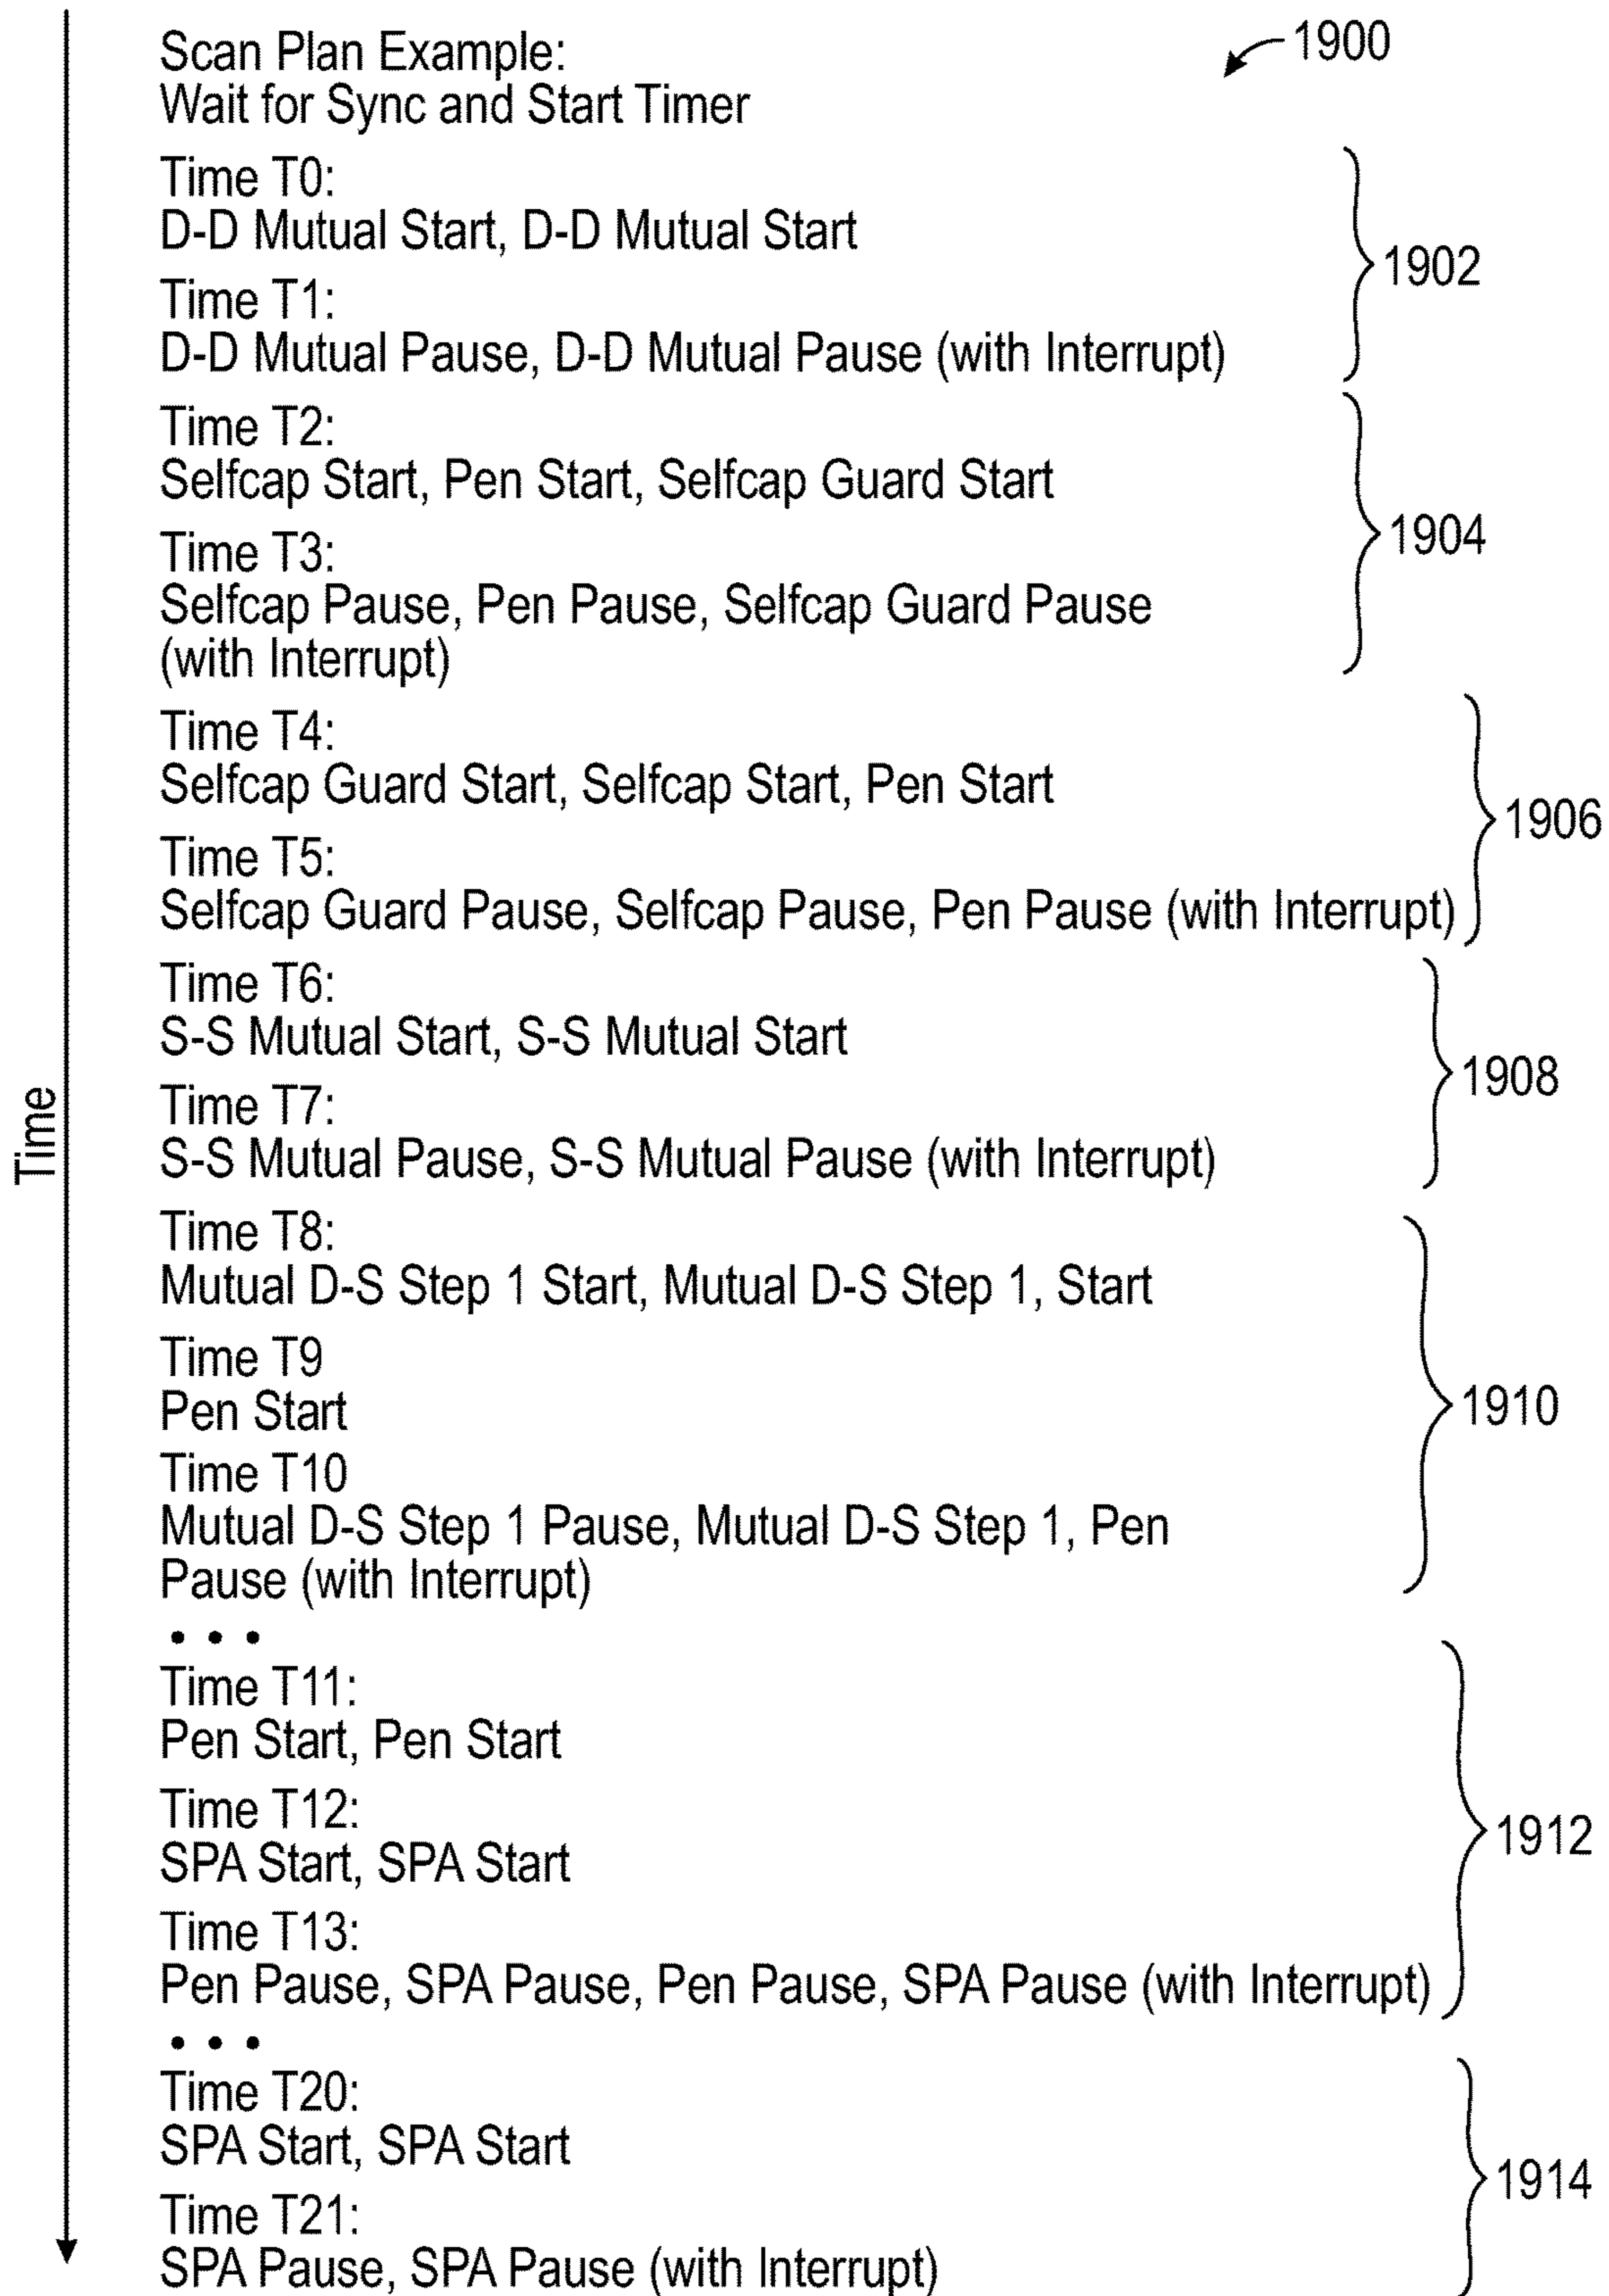 Scan Plan Example:
1900
Wait for Sync and Start Timer
Time T0:
D-D Mutual Start, D-D Mutual Start
1902
Time T1:
D-D Mutual Pause, D-D Mutual Pause (with Interrupt)
Time T2:
Selfcap Start, Pen Start, Selfcap Guard Start
1904
Time T3:
Selfcap Pause, Pen Pause, Selfcap Guard Pause
(with Interrupt)
Time T4:
Selfcap Guard Start, Selfcap Start, Pen Start
1906
Time T5:
Selfcap Guard Pause, Selfcap Pause, Pen Pause (with Interrupt)
Time T6:
S-S Mutual Start, S-S Mutual Start
1908
Time T7:
S-S Mutual Pause, S-S Mutual Pause (with Interrupt)
Time
Time T8:
Mutual D-S Step 1 Start, Mutual D-S Step 1, Start
Time T9
Pen Start
1910
Time T10
Mutual D-S Step 1 Pause, Mutual D-S Step 1, Pen
Pause (with Interrupt)
• • •
Time T11:
Pen Start, Pen Start
Time T12:
SPA Start, SPA Start
1912
Time T13:
Pen Pause, SPA Pause, Pen Pause, SPA Pause (with Interrupt)
• • •
Time T20:
SPA Start, SPA Start
1914
Time T21:
SPA Pause, SPA Pause (with Interrupt)